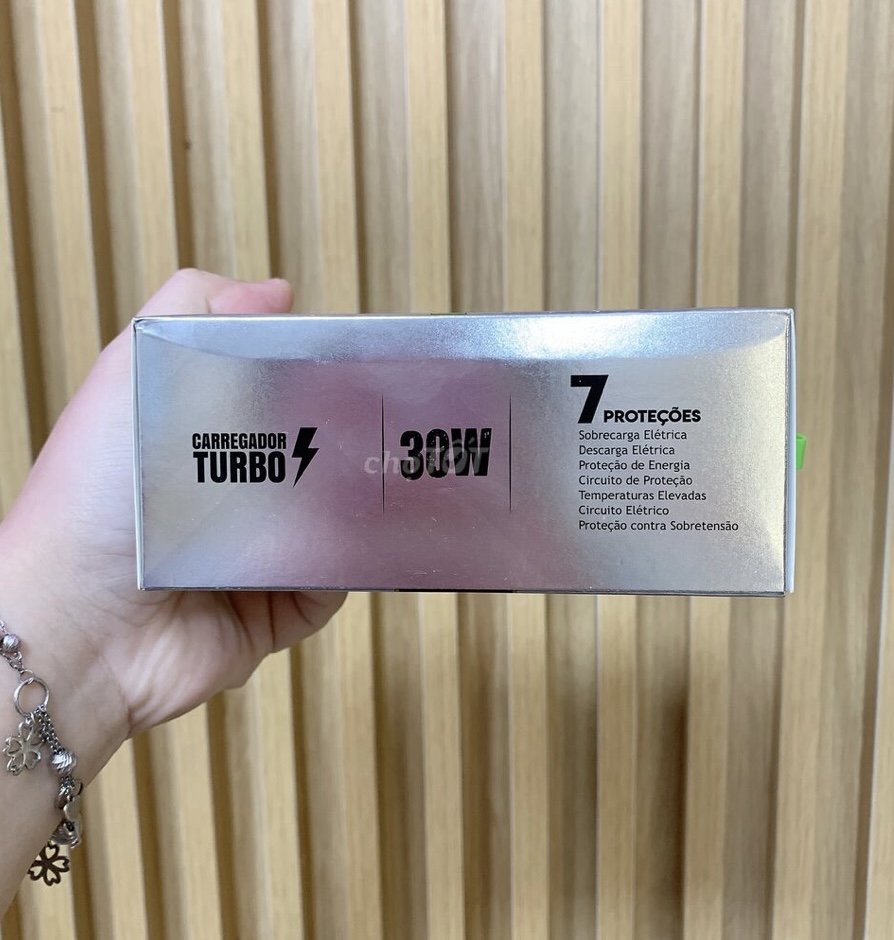 CARREGADOR
TURBO
30W
7 PROTEÇÕES
Sobrecarga Elétrica
Descarga Elétrica
Proteção de Energia
Circuito de Proteção
Temperaturas Elevadas
Circuito Elétrico
Proteção contra Sobretensão
choTỐT